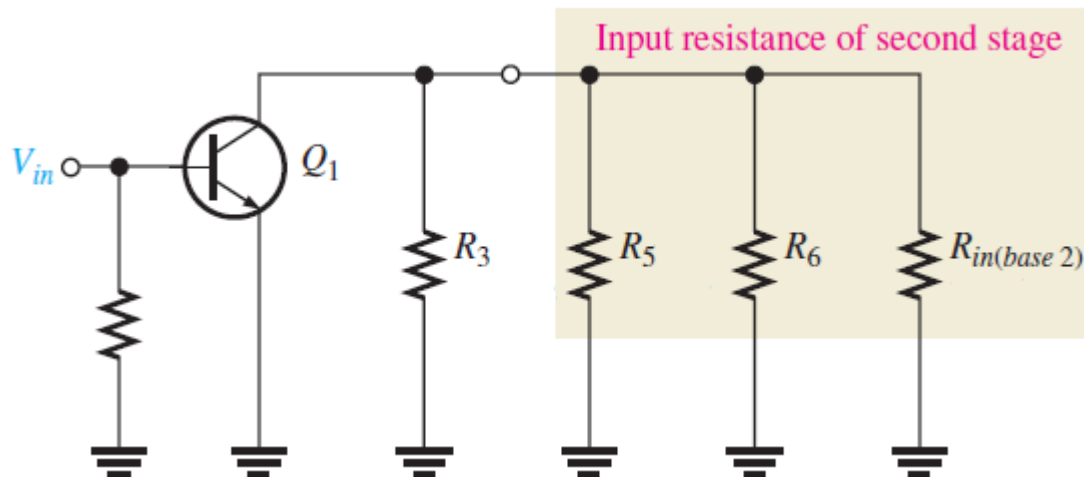 Input resistance of second stage
V_in
Q_1
R_3
R_5
R_6
R_in(base 2)